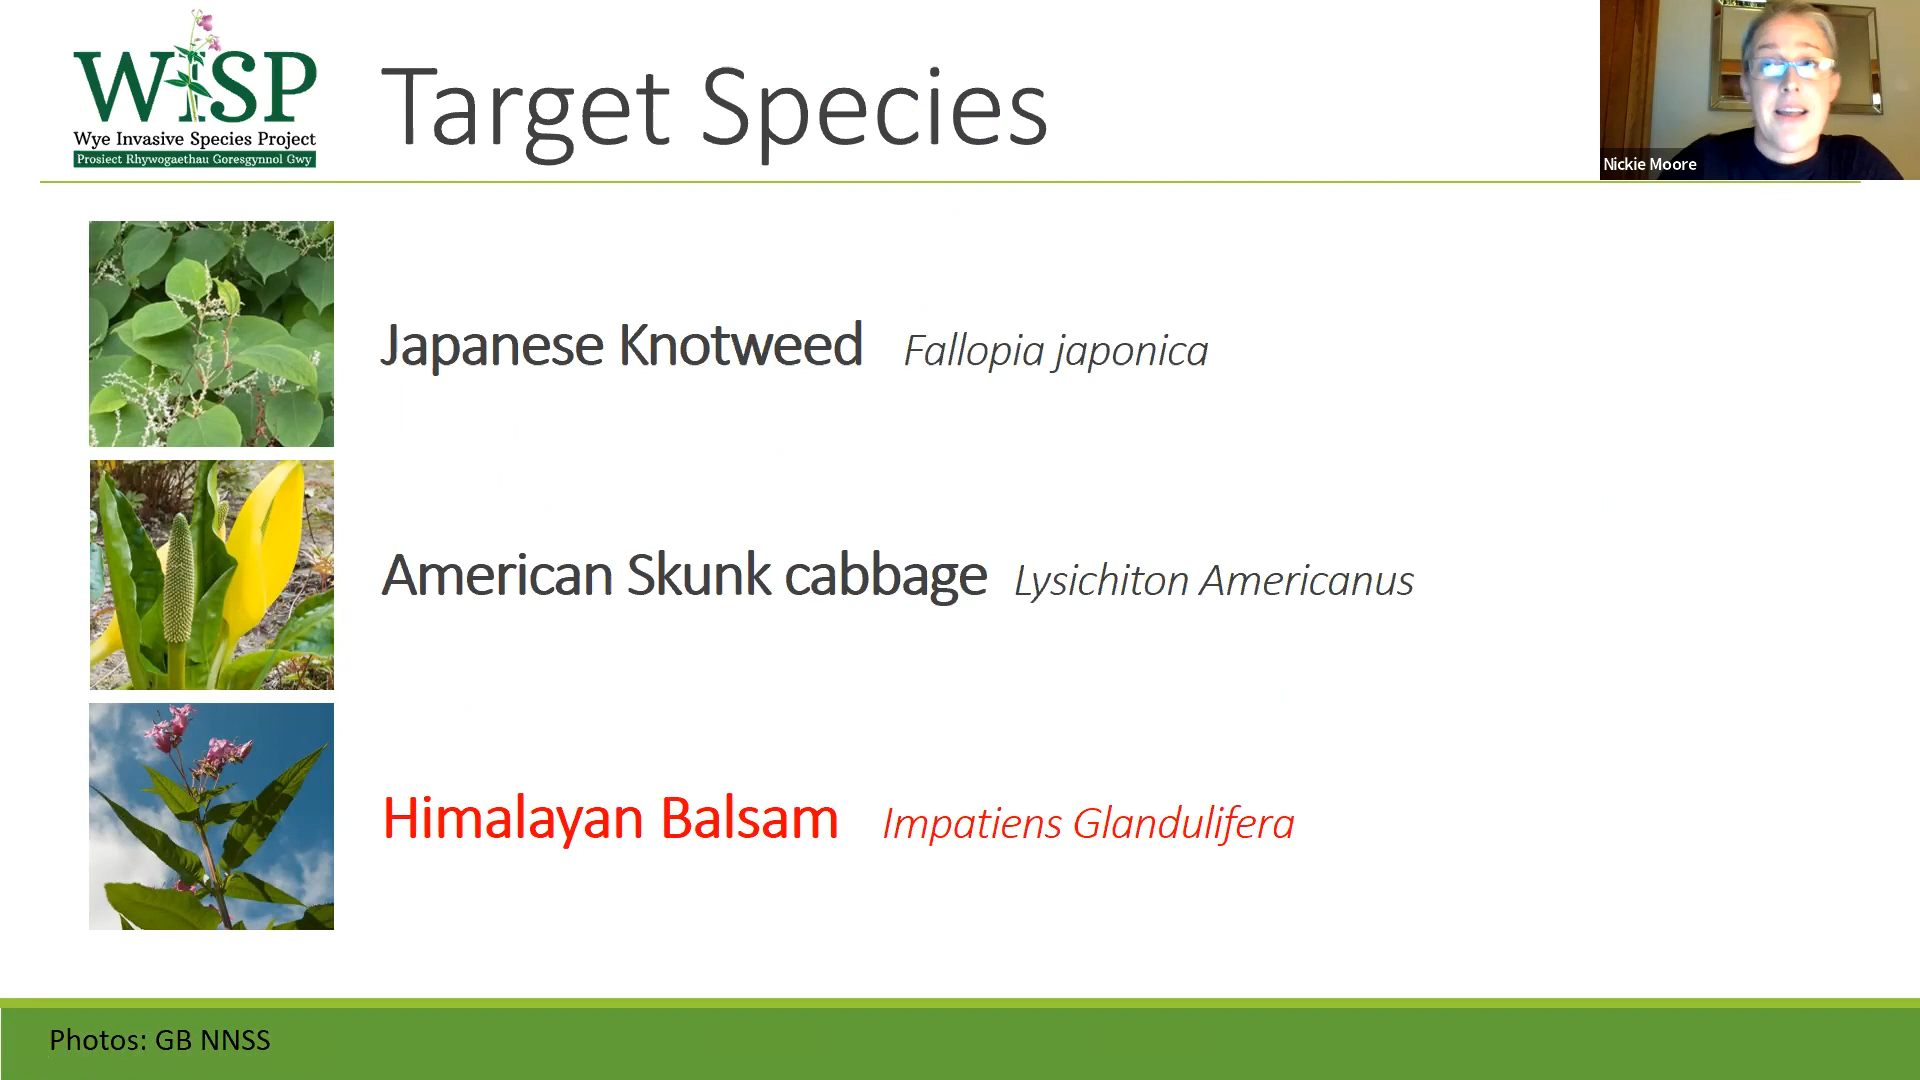 WISP
Wye Invasive Species Project
Prosiect Rhywogaethau Goresgynnol Gwy
Target Species
Nickie Moore
Japanese Knotweed Fallopia japonica
American Skunk cabbage Lysichiton Americanus
Himalayan Balsam Impatiens Glandulifera
Photos: GB NNSS